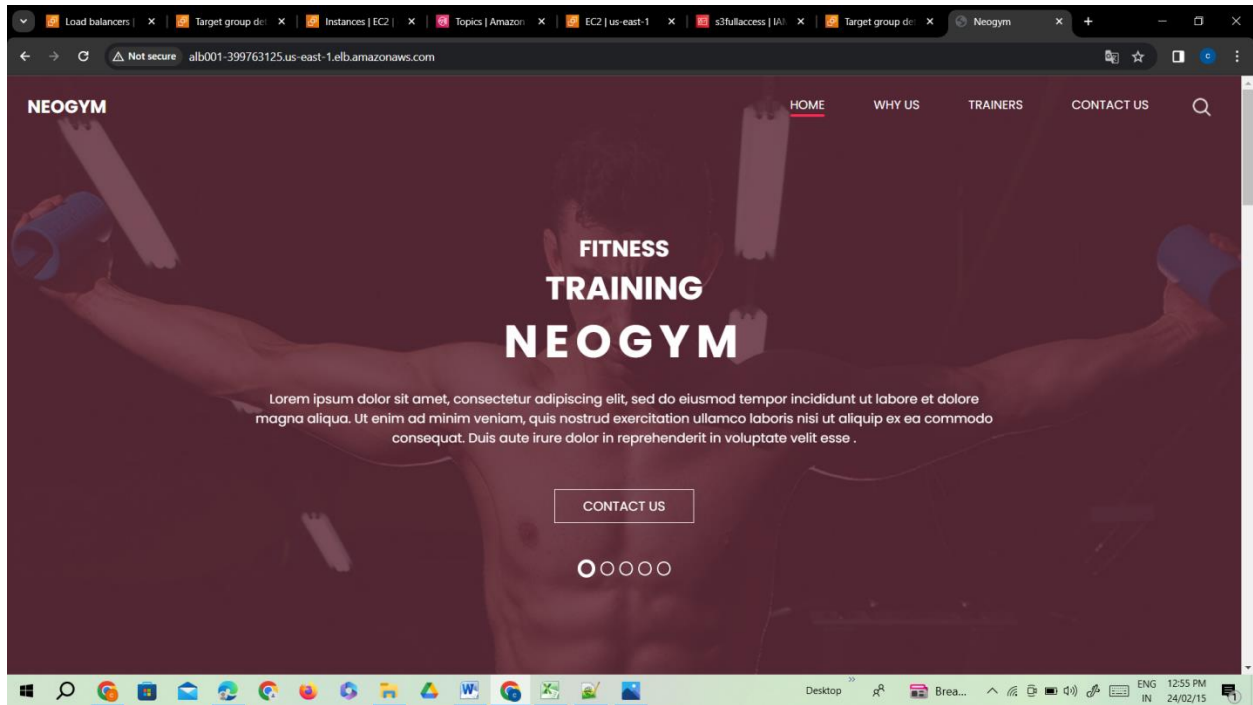 Load balancers |
Target group det
Instances | EC2 |
Topics | Amazon
EC2 | us-east-1
s3fullaccess | IAM
Target group det
Neogym
Not secure
alb001-399763125.us-east-1.elb.amazonaws.com
NEOGYM
HOME
WHY US
TRAINERS
CONTACT US
FITNESS
TRAINING
NEOGYM
Lorem ipsum dolor sit amet, consectetur adipiscing elit, sed do eiusmod tempor incididunt ut labore et dolore
magna aliqua. Ut enim ad minim veniam, quis nostrud exercitation ullamco laboris nisi ut aliquip ex ea commodo
consequat. Duis aute irure dolor in reprehenderit in voluptate velit esse .
CONTACT US
Desktop
Brea...
ENG
IN
12:55 PM
24/02/15